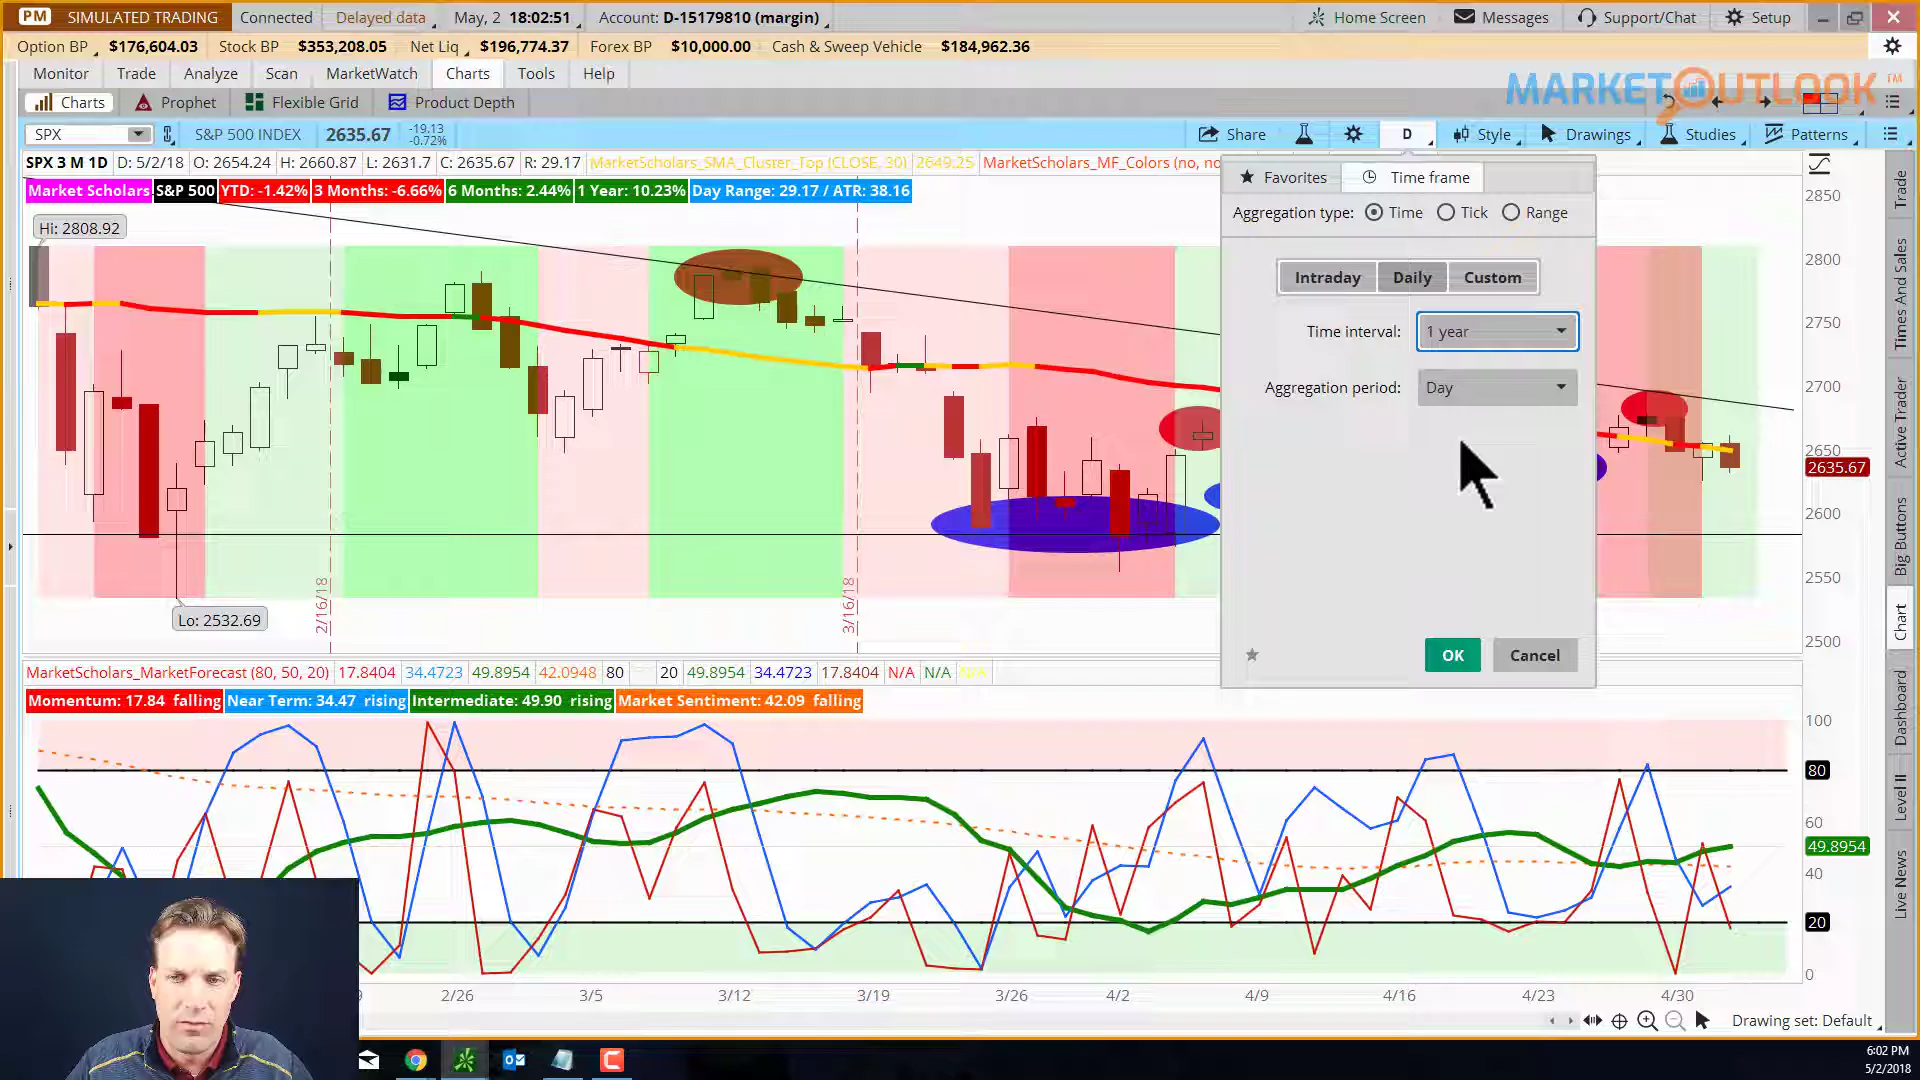 PM SIMULATED TRADING Connected Delayed data May, 2 18:02:51 Account: D-15179810 (margin) Home Screen Messages Support/Chat Setup
Option BP $176,604.03 Stock BP $353,208.05 Net Liq $196,774.37 Forex BP $10,000.00 Cash & Sweep Vehicle $184,962.36
Monitor Trade Analyze Scan MarketWatch Charts Tools Help
MARKETOUTLOOK TM
Charts Prophet Flexible Grid Product Depth
SPX S&P 500 INDEX 2635.67 -19.13 -0.72% Share D Style Drawings Studies Patterns
SPX 3 M 1D D: 5/2/18 O: 2654.24 H: 2660.87 L: 2631.7 C: 2635.67 R: 29.17 MarketScholars_SMA_Cluster_Top (CLOSE, 30) 2649.25 MarketScholars_MF_Colors (no, no
Market Scholars S&P 500 YTD: -1.42% 3 Months: -6.66% 6 Months: 2.44% 1 Year: 10.23% Day Range: 29.17 / ATR: 38.16
Hi: 2808.92
Lo: 2532.69
2/16/18
3/16/18
Favorites Time frame
Aggregation type: Time Tick Range
Intraday Daily Custom
Time interval: 1 year
Aggregation period: Day
OK Cancel
2850
2800
2750
2700
2650
2635.67
2600
2550
2500
MarketScholars_MarketForecast (80, 50, 20) 17.8404 34.4723 49.8954 42.0948 80 20 49.8954 34.4723 17.8404 N/A N/A N/A
Momentum: 17.84 falling Near Term: 34.47 rising Intermediate: 49.90 rising Market Sentiment: 42.09 falling
100
80
60
49.8954
40
20
0
9 2/26 3/5 3/12 3/19 3/26 4/2 4/9 4/16 4/23 4/30
Drawing set: Default
Trade
Times And Sales
Active Trader
Big Buttons
Chart
Dashboard
Level II
Live News
6:02 PM
5/2/2018